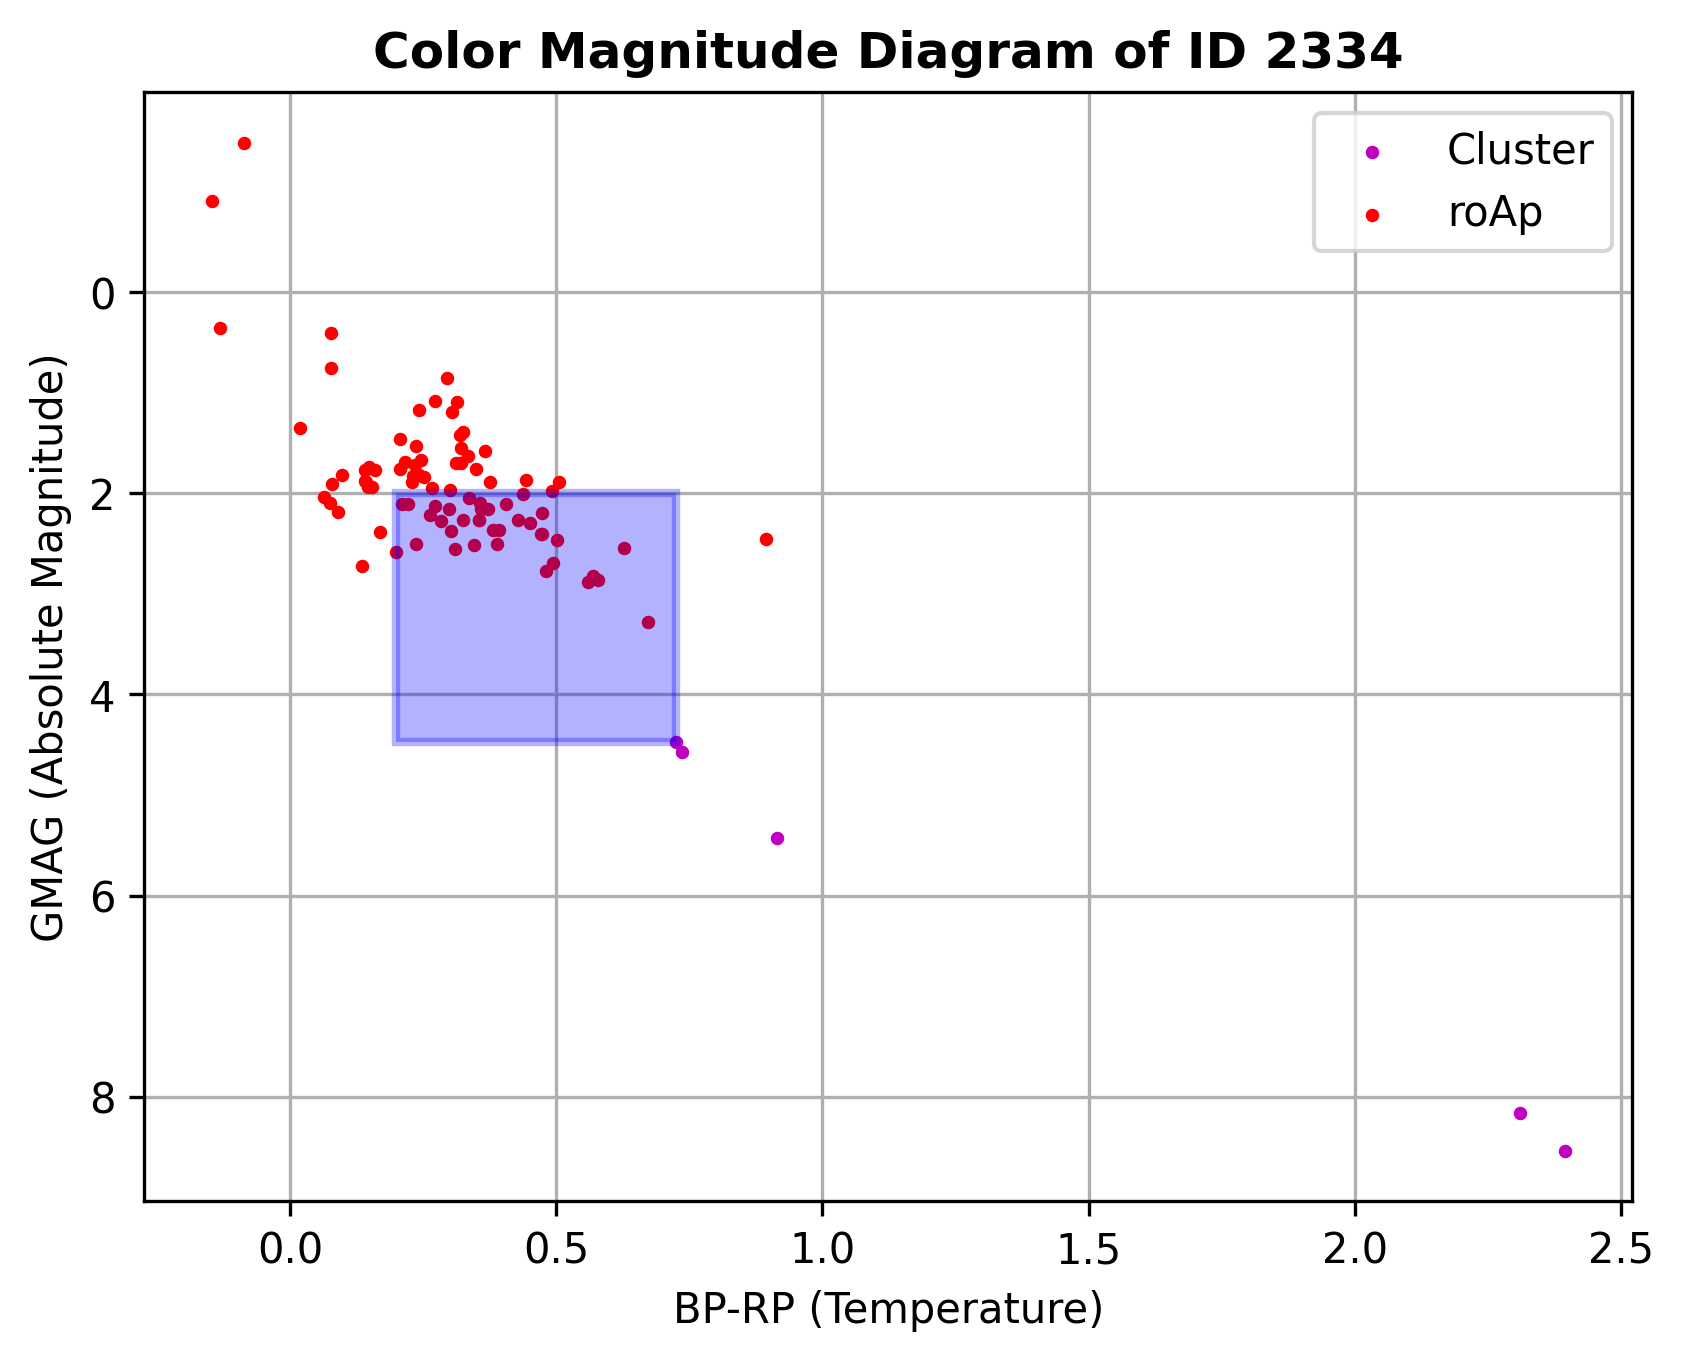 Color Magnitude Diagram of ID 2334
Cluster
roAp
GMAG (Absolute Magnitude)
0
2
4
6
8
0.0 0.5 1.0 1.5 2.0 2.5
BP-RP (Temperature)